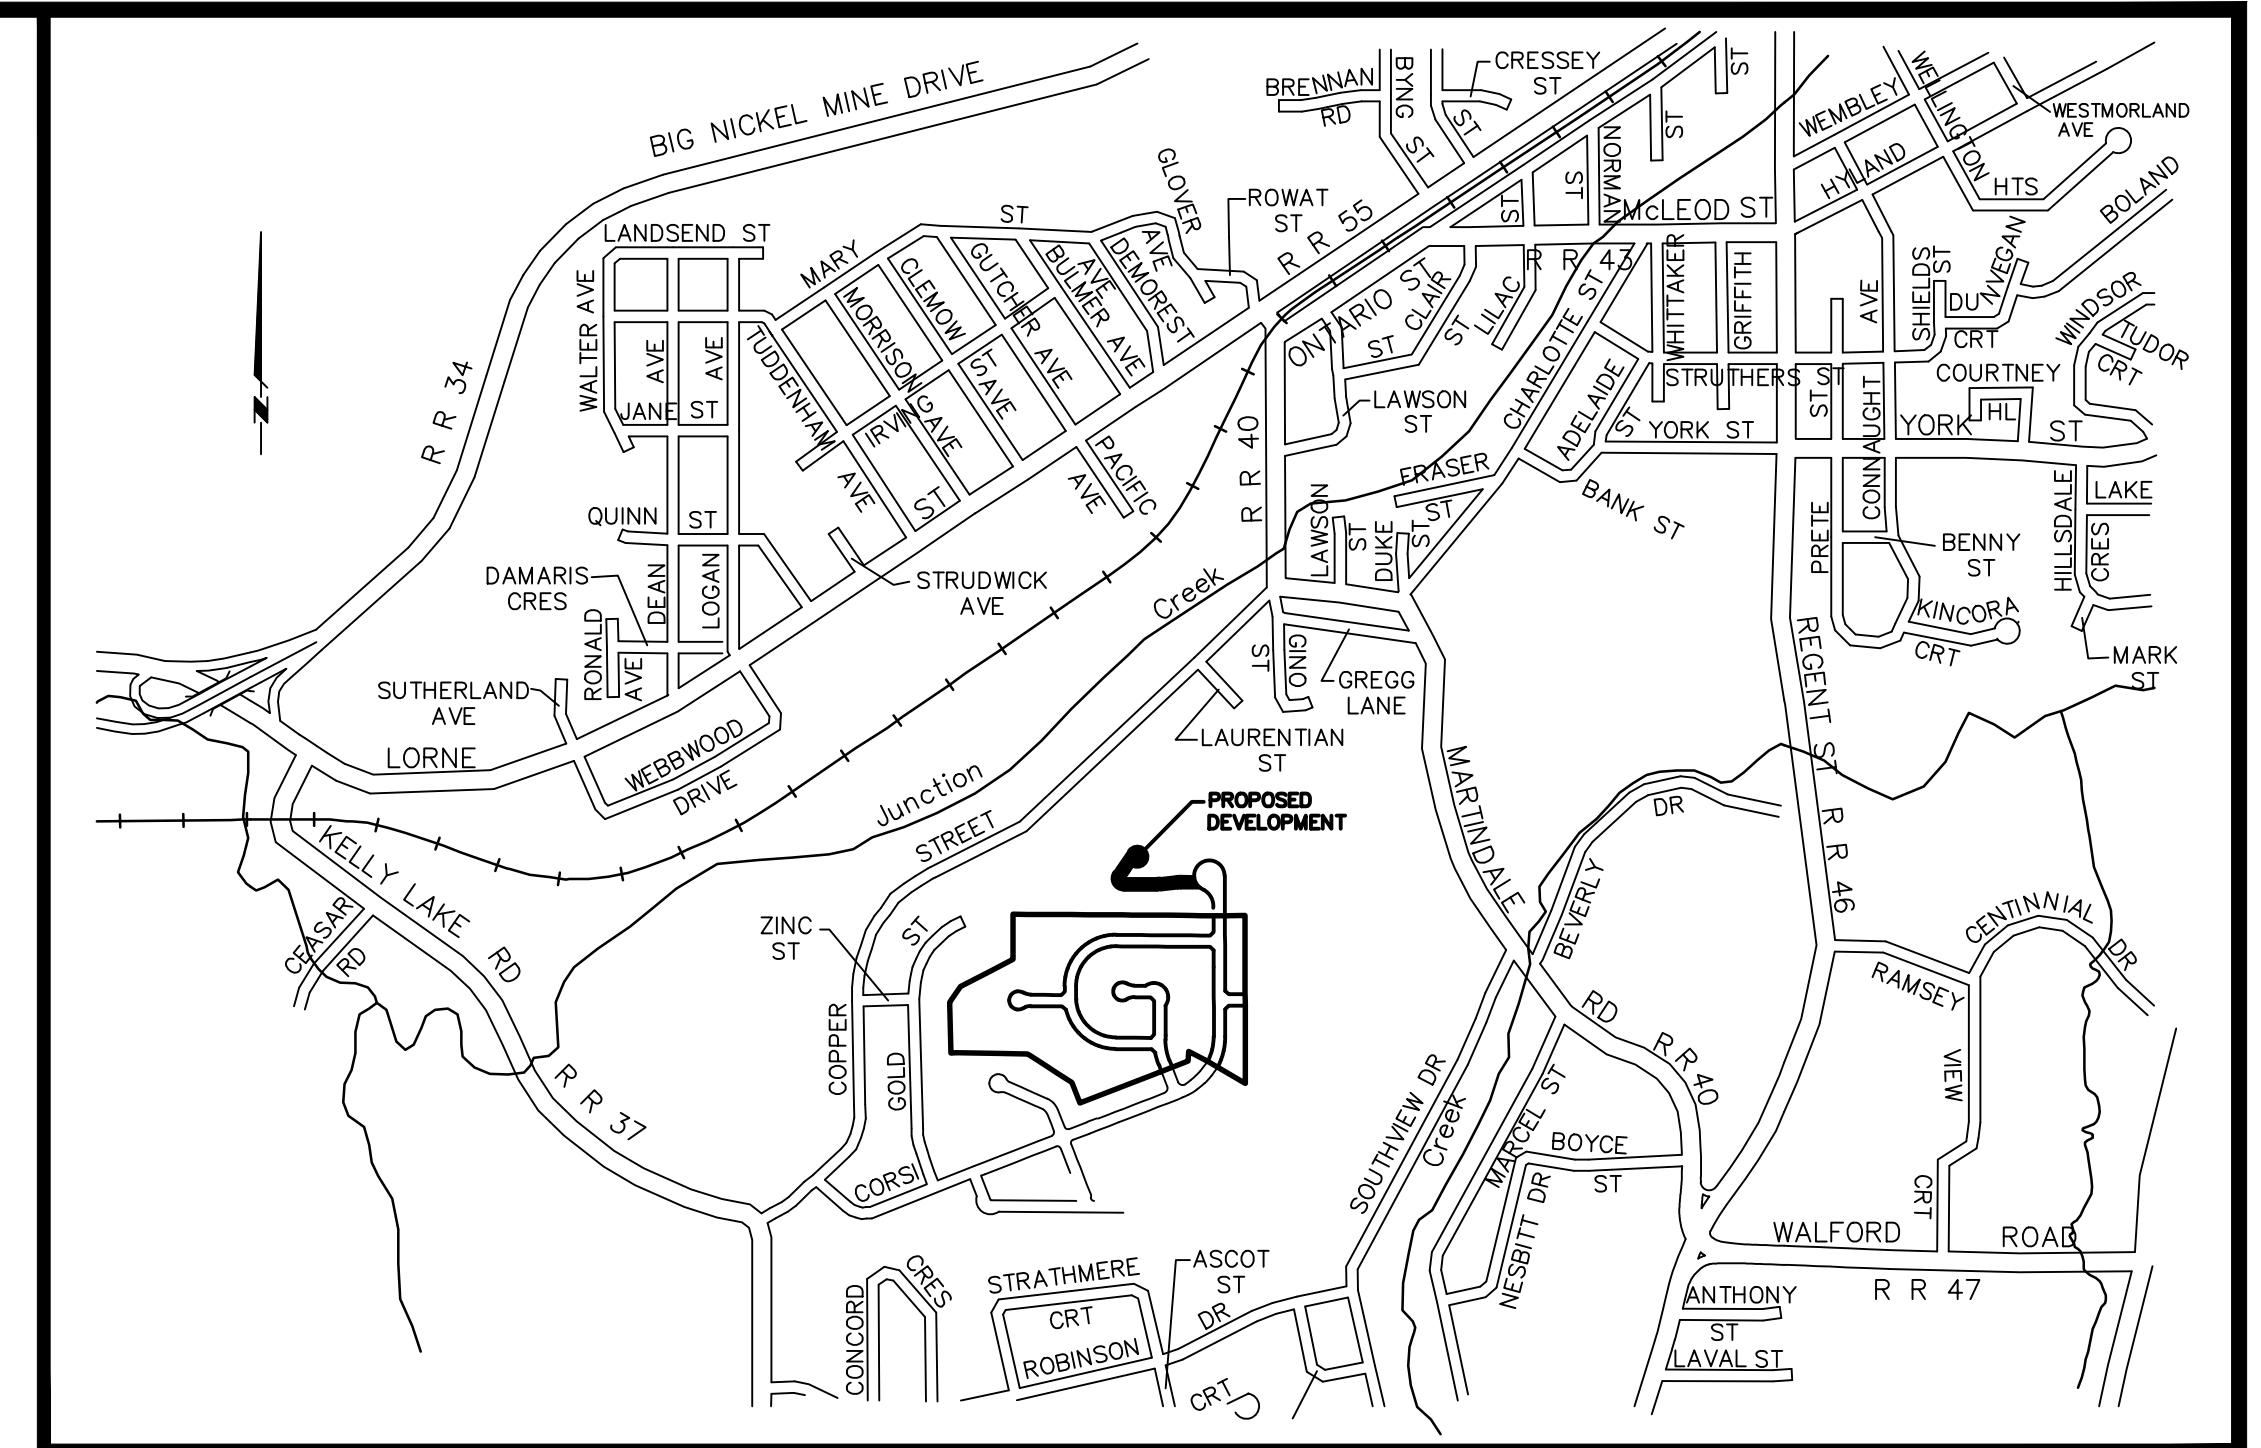 BIG NICKEL MINE DRIVE
BRENNAN
RD
BYNG
ST
ST
CRESSEY
ST
ST
ST
ST
NORMAN
ST
WEMBLEY
WELLINGTON
WESTMORLAND
AVE
HYLAND
HTS
BOLAND
GLOVER
ROWAT
ST
R R 55
McLEOD ST
R R 43
LANDSEND ST
MARY
ST
CLEMOW
GUTCHER AVE
BULMER AVE
AVE
DEMOREST
AVE
MORRISON
AVE
IRVING
ST
AVE
TUDDENHAM
AVE
ST
WALTER AVE
AVE
AVE
JANE ST
R R 34
ONTARIO ST
ST
CLAIR
ST
LILAC
ST
CHARLOTTE ST
WHITTAKER
GRIFFITH
AVE
SHIELDS
ST
DUNVEGAN
CRT
WINDSOR
TUDOR
CRT
STRUTHERS ST
COURTNEY
HL
LAWSON
ST
ADELAIDE
ST
YORK ST
ST
CONNAUGHT
YORK
ST
R R 40
PACIFIC
AVE
FRASER
ST
BANK ST
HILLSDALE
LAKE
CRES
QUINN ST
DAMARIS
CRES
DEAN
LOGAN
STRUDWICK
AVE
LAWSON
ST
DUKE
ST
PRETE
BENNY
ST
KINCORA
CRT
MARK
ST
RONALD
AVE
SUTHERLAND
AVE
Creek
ST
GINO
GREGG
LANE
LAURENTIAN
ST
REGENT ST
R R 46
LORNE
WEBBWOOD
DRIVE
Junction
STREET
PROPOSED
DEVELOPMENT
MARTINDALE
DR
BEVERLY
KELLY LAKE RD
CEASAR
RD
ZINC
ST
ST
COPPER
GOLD
CORSI
R R 37
RD
R R 40
CENTINNIAL
DR
RAMSEY
VIEW
CRT
SOUTHVIEW DR
Creek
MARCEL ST
BOYCE
ST
NESBITT DR
WALFORD
ROAD
R R 47
ANTHONY
ST
LAVAL ST
CONCORD
CRES
STRATHMERE
CRT
ROBINSON
DR
ASCOT
ST
CRT